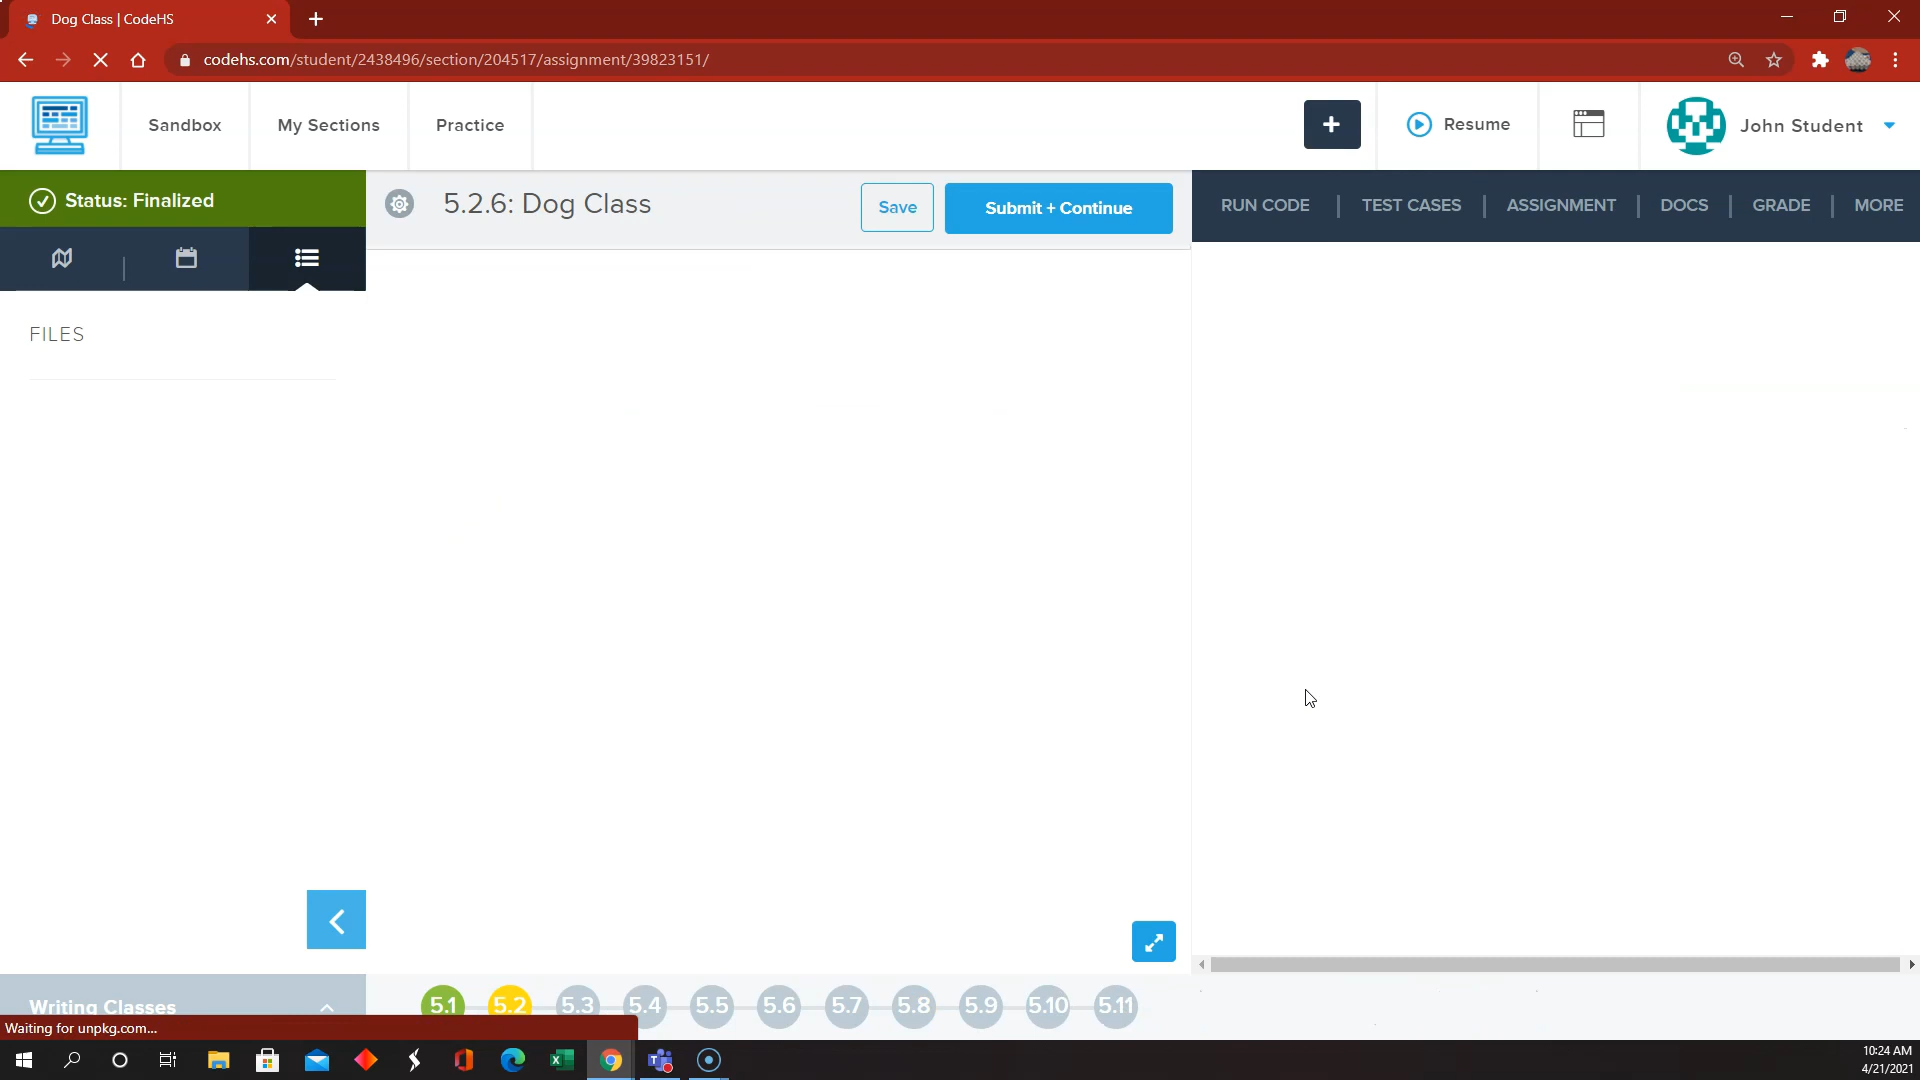 Dog Class | CodeHS
codehs.com/student/2438496/section/204517/assignment/39823151/
Sandbox
My Sections
Practice
+
Resume
John Student
Status: Finalized
5.2.6: Dog Class
Save
Submit + Continue
RUN CODE
TEST CASES
ASSIGNMENT
DOCS
GRADE
MORE
FILES
Writing Classes
5.1
5.2
5.3
5.4
5.5
5.6
5.7
5.8
5.9
5.10
5.11
Waiting for unpkg.com...
10:24 AM
4/21/2021